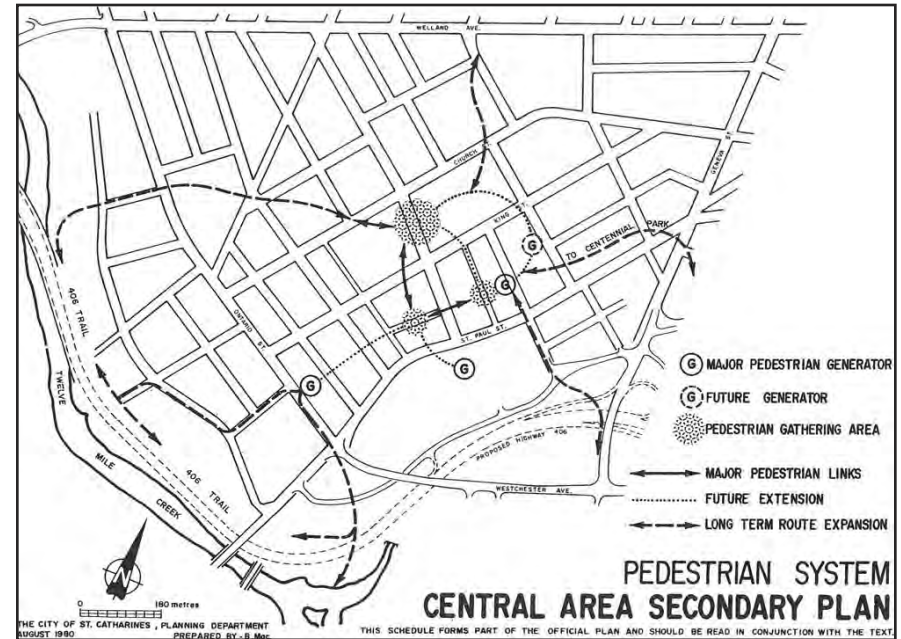 WELLAND AVE.
CHURCH ST.
GENEVA ST.
KING ST.
TO CENTENNIAL PARK
406 TRAIL
ONTARIO ST.
ST. PAUL ST.
TWELVE
MILE
CREEK
406 TRAIL
PROPOSED HIGHWAY 406
WESTCHESTER AVE.
G
G
G
G
G MAJOR PEDESTRIAN GENERATOR
G FUTURE GENERATOR
PEDESTRIAN GATHERING AREA
MAJOR PEDESTRIAN LINKS
FUTURE EXTENSION
LONG TERM ROUTE EXPANSION
N
0 180 metres
PEDESTRIAN SYSTEM
CENTRAL AREA SECONDARY PLAN
THE CITY OF ST. CATHARINES, PLANNING DEPARTMENT
AUGUST 1980 PREPARED BY - B. Mac.
THIS SCHEDULE FORMS PART OF THE OFFICIAL PLAN AND SHOULD BE READ IN CONJUNCTION WITH THE TEXT.